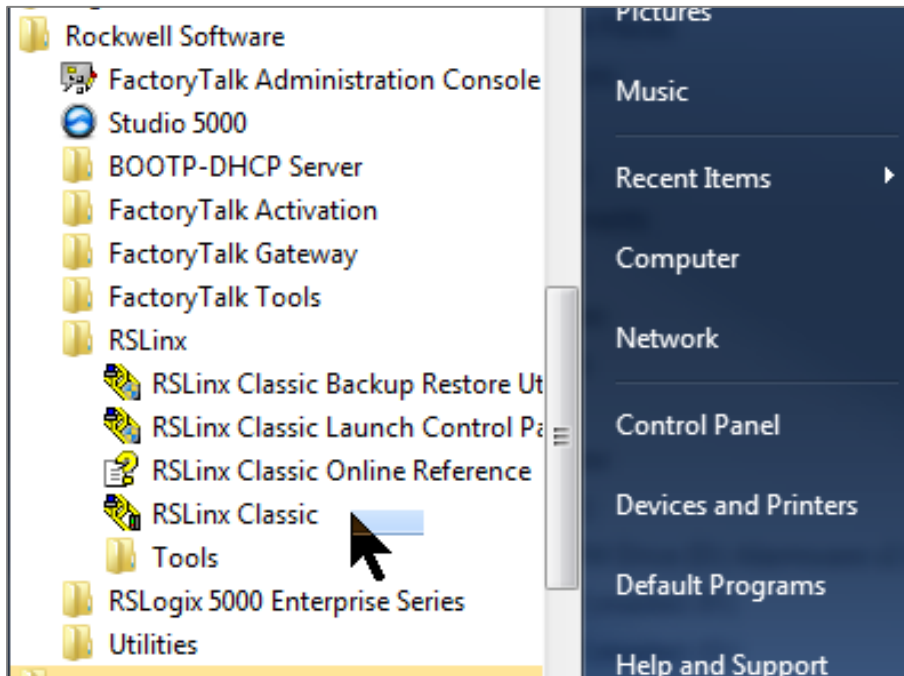 Rockwell Software
FactoryTalk Administration Console
Studio 5000
BOOTP-DHCP Server
FactoryTalk Activation
FactoryTalk Gateway
FactoryTalk Tools
RSLinx
RSLinx Classic Backup Restore Ut
RSLinx Classic Launch Control Pa
RSLinx Classic Online Reference
RSLinx Classic
Tools
RSLogix 5000 Enterprise Series
Utilities
Pictures
Music
Recent Items
Computer
Network
Control Panel
Devices and Printers
Default Programs
Help and Support